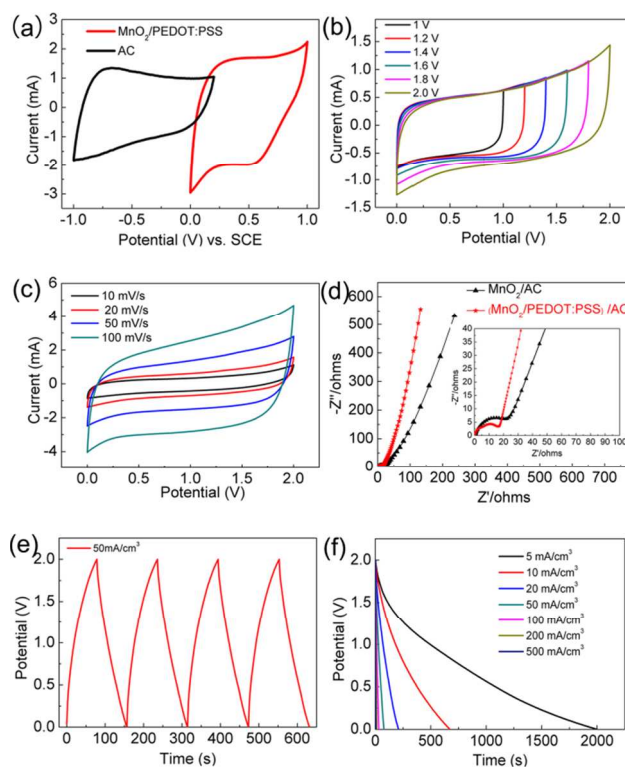 (a)
MnO2/PEDOT:PSS
AC
Current (mA)
3
2
1
0
-1
-2
-3
-1.0 -0.5 0.0 0.5 1.0
Potential (V) vs. SCE
(b)
1 V
1.2 V
1.4 V
1.6 V
1.8 V
2.0 V
Current (mA)
2.0
1.5
1.0
0.5
0.0
-0.5
-1.0
-1.5
0.0 0.5 1.0 1.5 2.0
Potential (V)
(c)
10 mV/s
20 mV/s
50 mV/s
100 mV/s
Current (mA)
6
4
2
0
-2
-4
0.0 0.5 1.0 1.5 2.0
Potential (V)
(d)
MnO2/AC
(MnO2/PEDOT:PSS) /AC
-Z''/ohms
600
500
400
300
200
100
0
0 100 200 300 400 500 600 700
Z'/ohms
-Z''/ohms
40
30
20
10
0
0 10 20 30 40 50 60 70 80 90 100
Z'/ohms
(e)
50mA/cm3
Potential (V)
2.0
1.5
1.0
0.5
0.0
0 100 200 300 400 500 600
Time (s)
(f)
5 mA/cm3
10 mA/cm3
20 mA/cm3
50 mA/cm3
100 mA/cm3
200 mA/cm3
500 mA/cm3
Potential (V)
2.0
1.5
1.0
0.5
0.0
0 500 1000 1500 2000
Time (s)